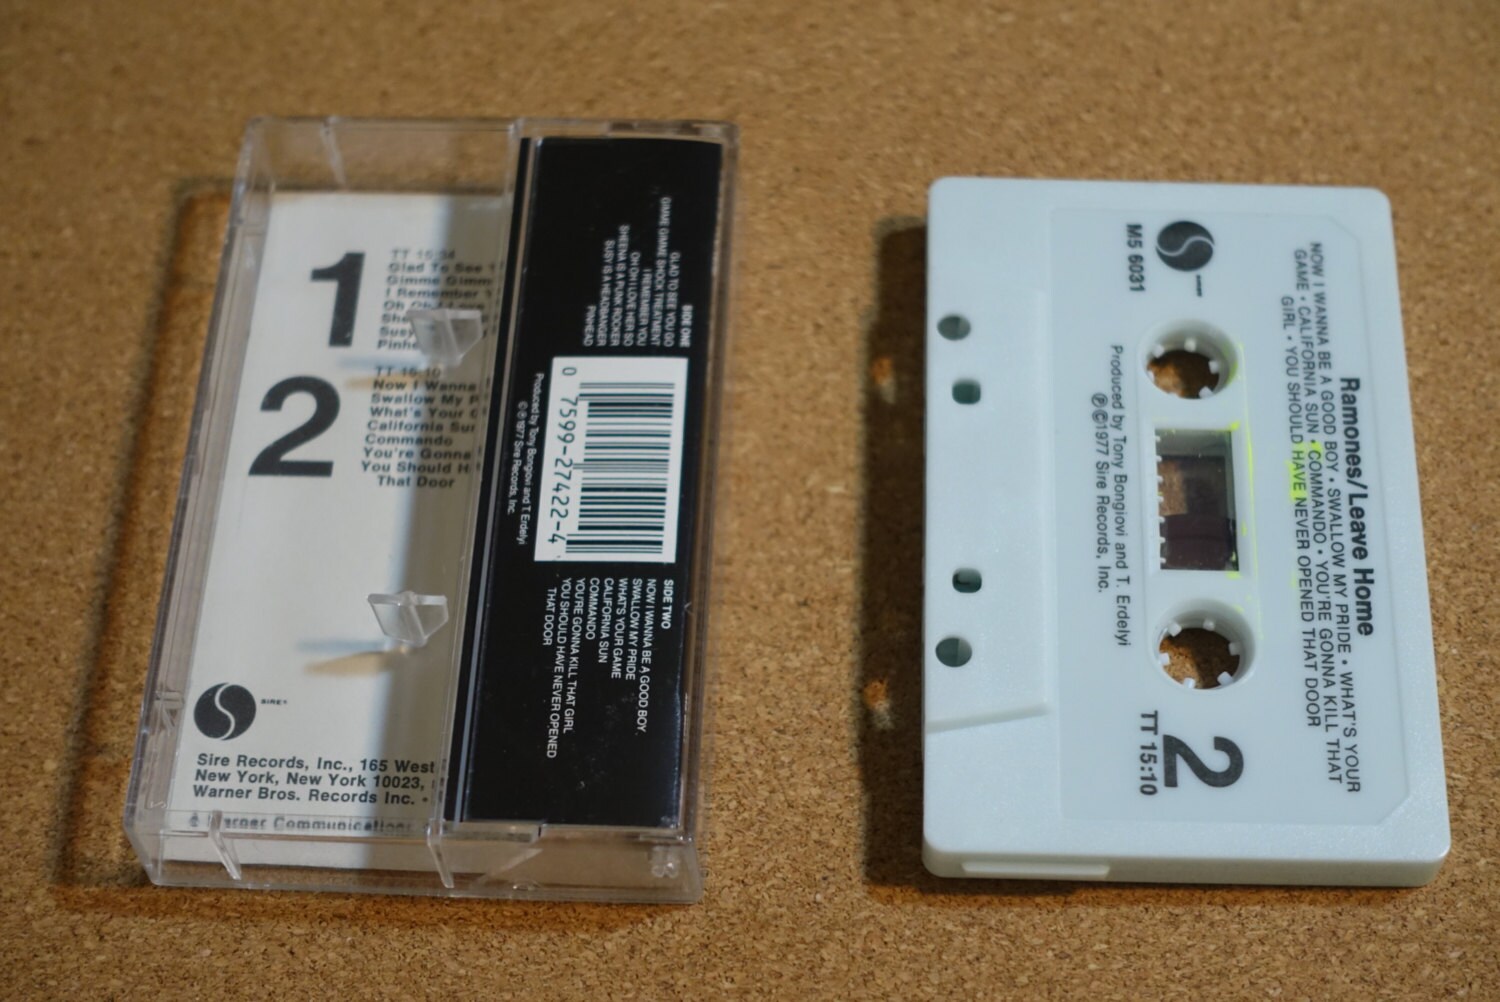 1
TT 15:34
Glad To See
Gimme Gimm
I Remember
Oh Oh I Love
She
Susy
Pinhe
2
TT 15:10
Now I Wanna
Swallow My P
What's Your G
California Sun
Commando
You're Gonna
You Should H
That Door
SIRE
Sire Records, Inc., 165 West
New York, New York 10023,
Warner Bros. Records Inc. •
Warner Communications
SIDE ONE
GLAD TO SEE YOU GO
GIMME GIMME SHOCK TREATMENT
I REMEMBER YOU
OH OH I LOVE HER SO
SHEENA IS A PUNK ROCKER
SUSY IS A HEADBANGER
PINHEAD
0 7599-27422-4
Produced by Tony Bongiovi and T. Erdelyi
©℗1977 Sire Records, Inc.
SIDE TWO
NOW I WANNA BE A GOOD BOY
SWALLOW MY PRIDE
WHAT'S YOUR GAME
CALIFORNIA SUN
COMMANDO
YOU'RE GONNA KILL THAT GIRL
YOU SHOULD HAVE NEVER OPENED
THAT DOOR
Ramones/Leave Home
NOW I WANNA BE A GOOD BOY • SWALLOW MY PRIDE • WHAT'S YOUR
GAME • CALIFORNIA SUN • COMMANDO • YOU'RE GONNA KILL THAT
GIRL • YOU SHOULD HAVE NEVER OPENED THAT DOOR
M5 6031
2
TT 15:10
Produced by Tony Bongiovi and T. Erdelyi
℗©1977 Sire Records, Inc.